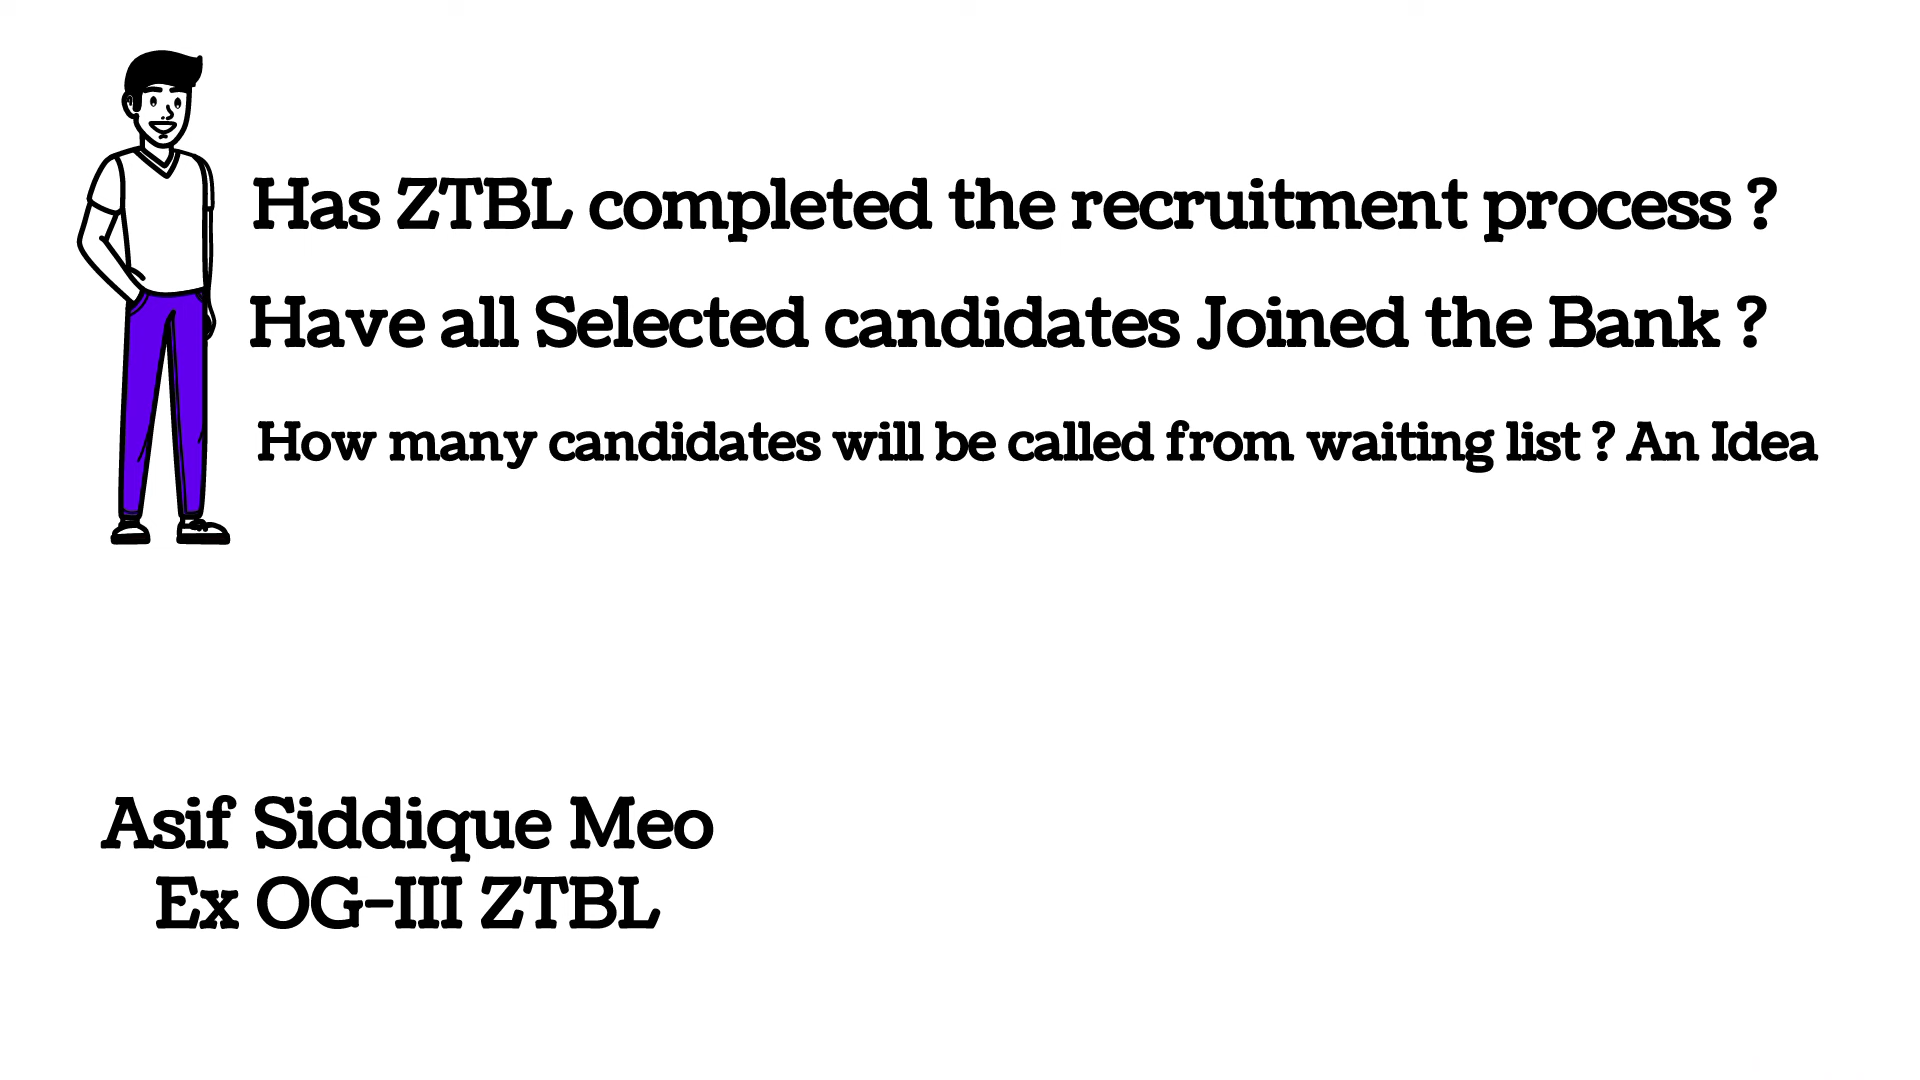 Has ZTBL completed the recruitment process ?
Have all Selected candidates Joined the Bank ?
How many candidates will be called from waiting list ? An Idea
Asif Siddique Meo
Ex OG-III ZTBL